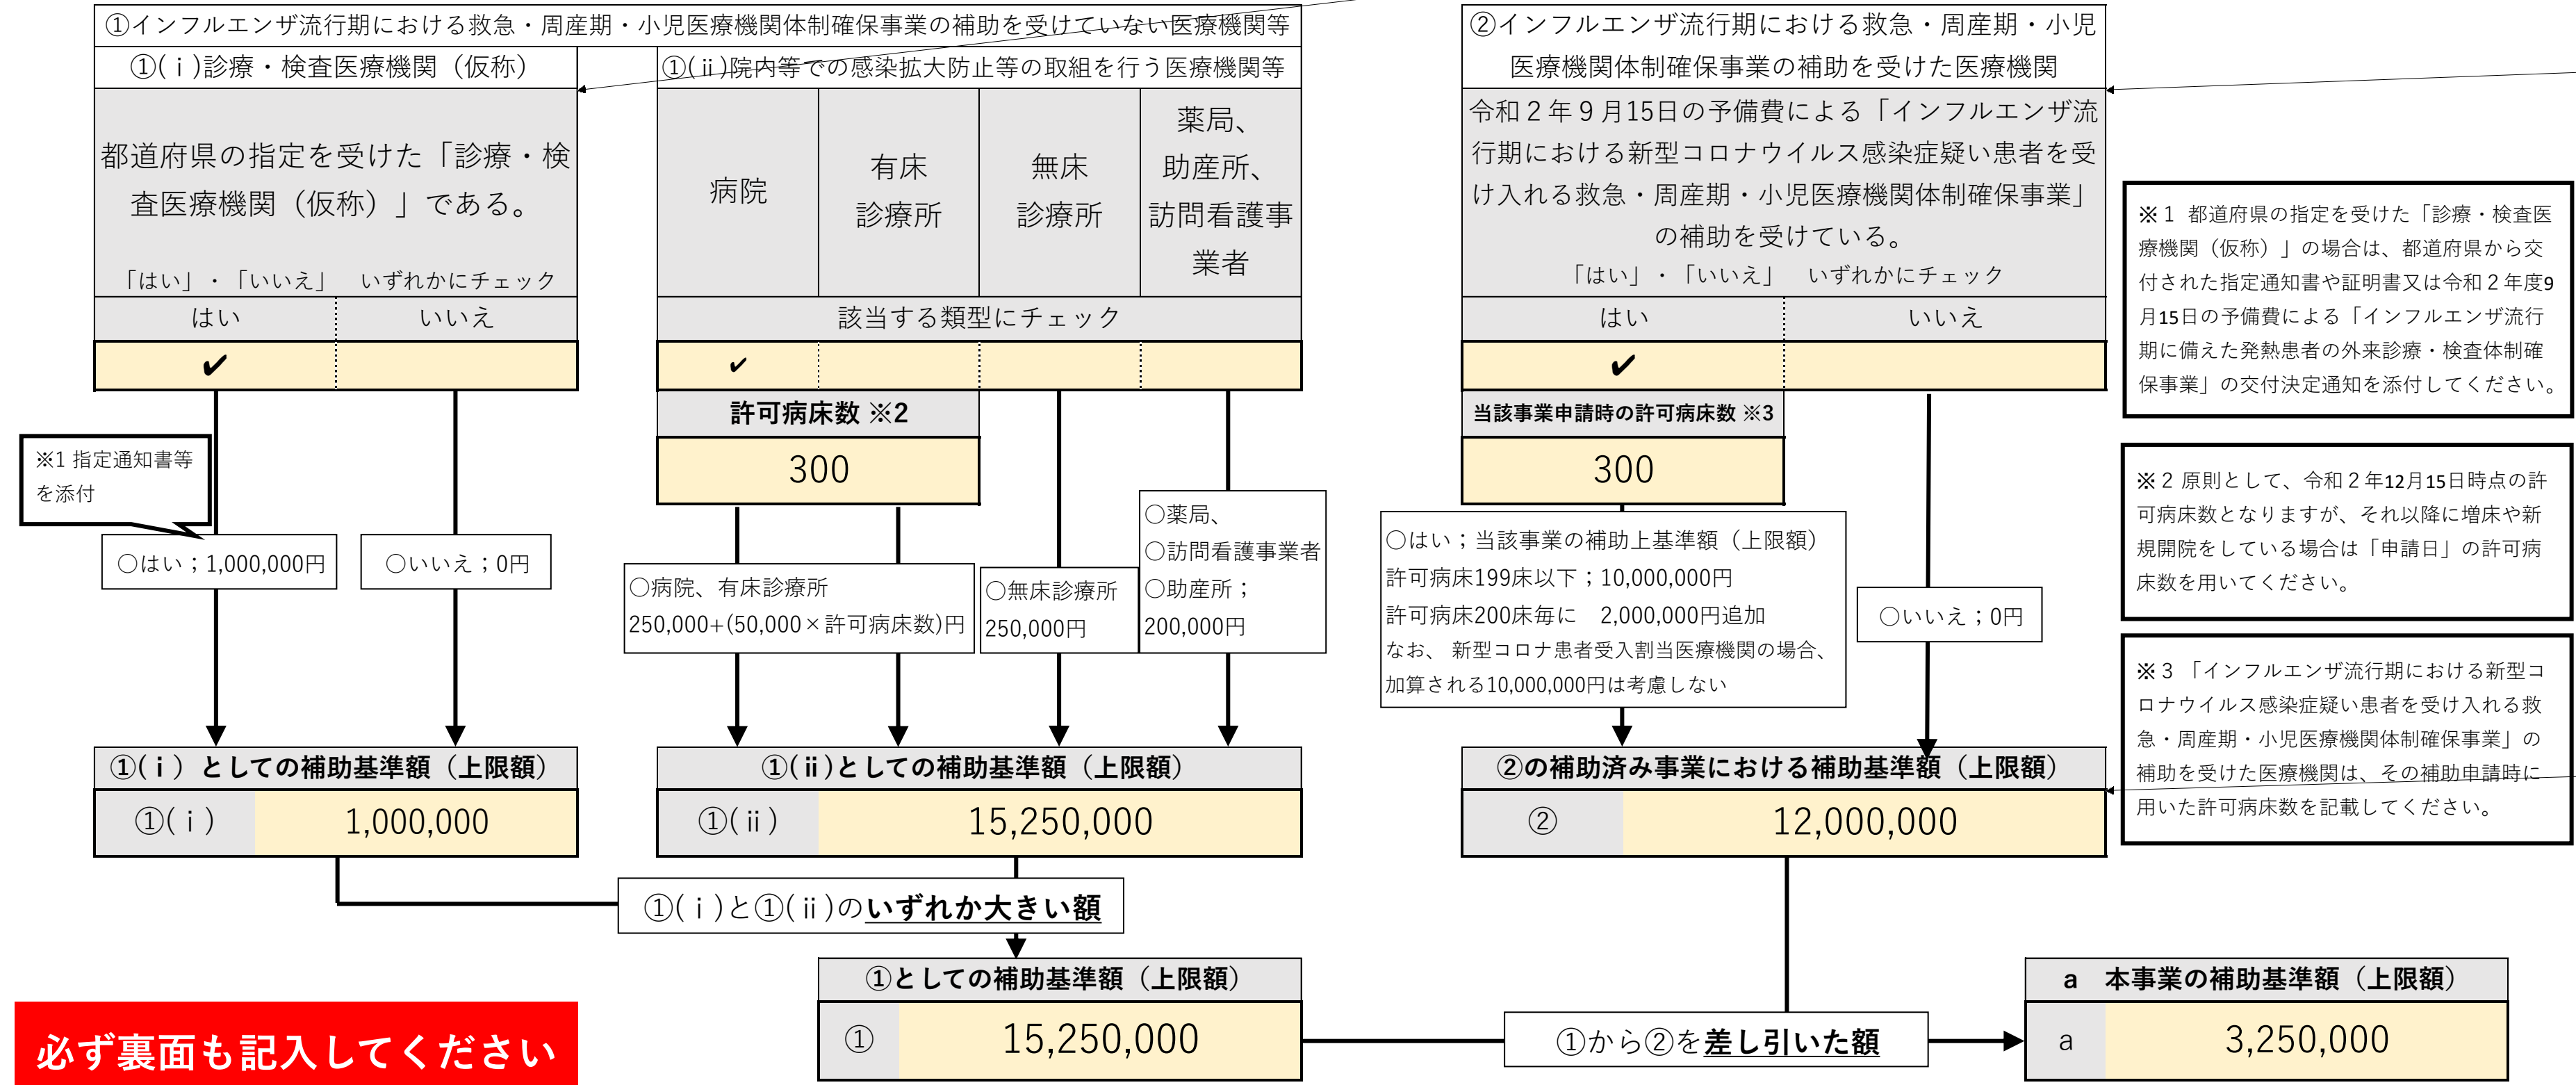 ①インフルエンザ流行期における救急・周産期・小児医療機関体制確保事業の補助を受けていない医療機関等
①(ⅰ)診療・検査医療機関（仮称）
都道府県の指定を受けた「診療・検
査医療機関（仮称）」である。
「はい」・「いいえ」　いずれかにチェック
はい
いいえ
✔
①(ⅱ)院内等での感染拡大防止等の取組を行う医療機関等
病院
有床
診療所
無床
診療所
薬局、
助産所、
訪問看護事
業者
該当する類型にチェック
✔
許可病床数 ※2
300
②インフルエンザ流行期における救急・周産期・小児
医療機関体制確保事業の補助を受けた医療機関
令和２年９月15日の予備費による「インフルエンザ流
行期における新型コロナウイルス感染症疑い患者を受
け入れる救急・周産期・小児医療機関体制確保事業」
の補助を受けている。
「はい」・「いいえ」　いずれかにチェック
はい
いいえ
✔
当該事業申請時の許可病床数 ※3
300
※１ 都道府県の指定を受けた「診療・検査医
療機関（仮称）」の場合は、都道府県から交
付された指定通知書や証明書又は令和２年度9
月15日の予備費による「インフルエンザ流行
期に備えた発熱患者の外来診療・検査体制確
保事業」の交付決定通知を添付してください。
※２ 原則として、令和２年12月15日時点の許
可病床数となりますが、それ以降に増床や新
規開院をしている場合は「申請日」の許可病
床数を用いてください。
※３ 「インフルエンザ流行期における新型コ
ロナウイルス感染症疑い患者を受け入れる救
急・周産期・小児医療機関体制確保事業」の
補助を受けた医療機関は、その補助申請時に
用いた許可病床数を記載してください。
※1 指定通知書等
を添付
○はい；1,000,000円
○いいえ；0円
○病院、有床診療所
250,000+(50,000×許可病床数)円
○無床診療所
250,000円
○薬局、
○訪問看護事業者
○助産所；
200,000円
○はい；当該事業の補助上基準額（上限額）
許可病床199床以下；10,000,000円
許可病床200床毎に　2,000,000円追加
なお、 新型コロナ患者受入割当医療機関の場合、
加算される10,000,000円は考慮しない
○いいえ；0円
①(ⅰ) としての補助基準額（上限額）
①(ⅰ)
1,000,000
①(ⅱ)としての補助基準額（上限額）
①(ⅱ)
15,250,000
②の補助済み事業における補助基準額（上限額）
②
12,000,000
①(ⅰ)と①(ⅱ)のいずれか大きい額
①としての補助基準額（上限額）
①
15,250,000
①から②を差し引いた額
a　本事業の補助基準額（上限額）
a
3,250,000
必ず裏面も記入してください